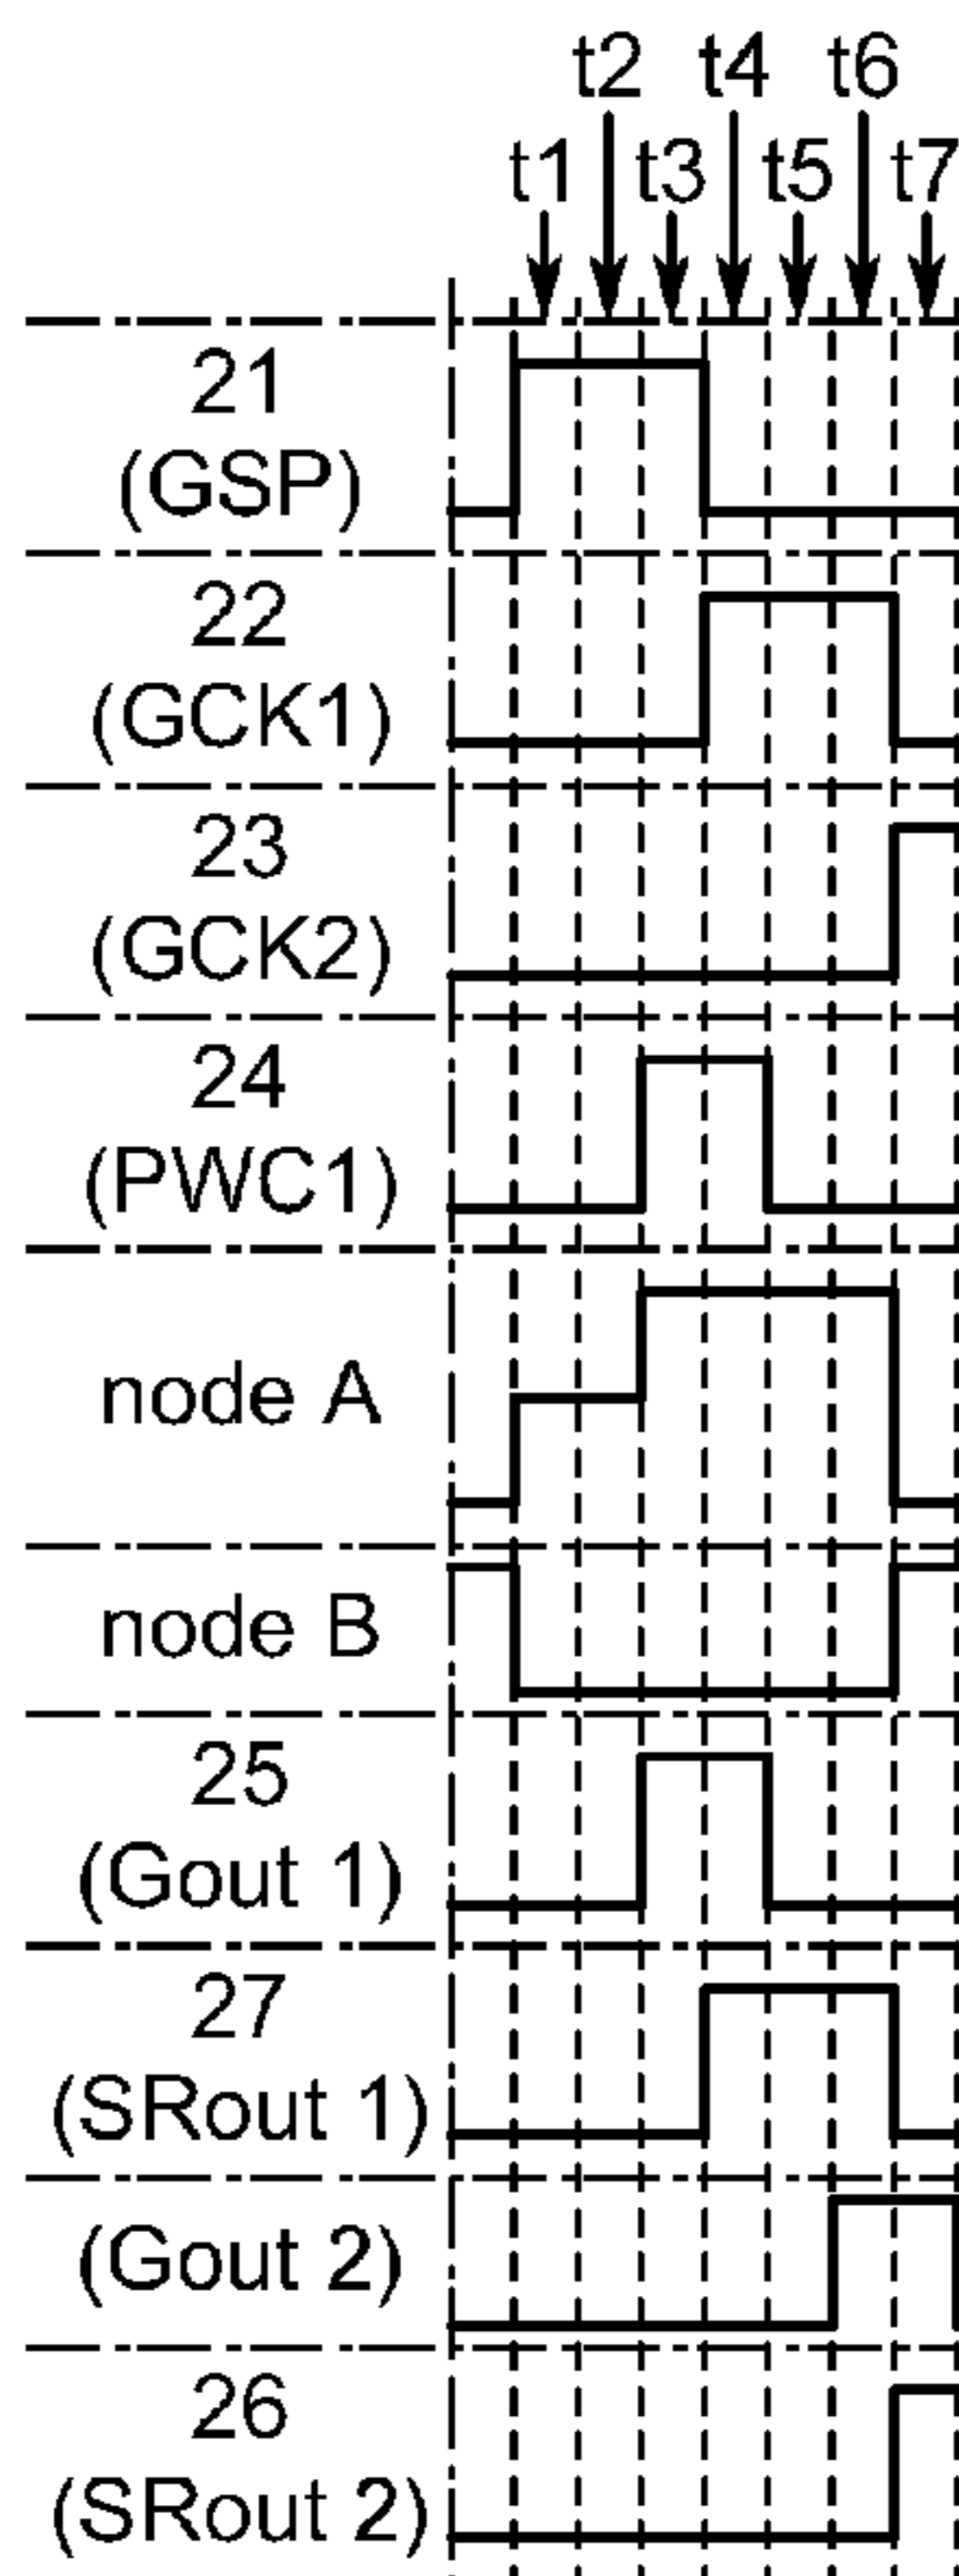 t2 t4 t6
t1 t3 t5 t7
21
(GSP)
22
(GCK1)
23
(GCK2)
24
(PWC1)
node A
node B
25
(Gout 1)
27
(SRout 1)
(Gout 2)
26
(SRout 2)